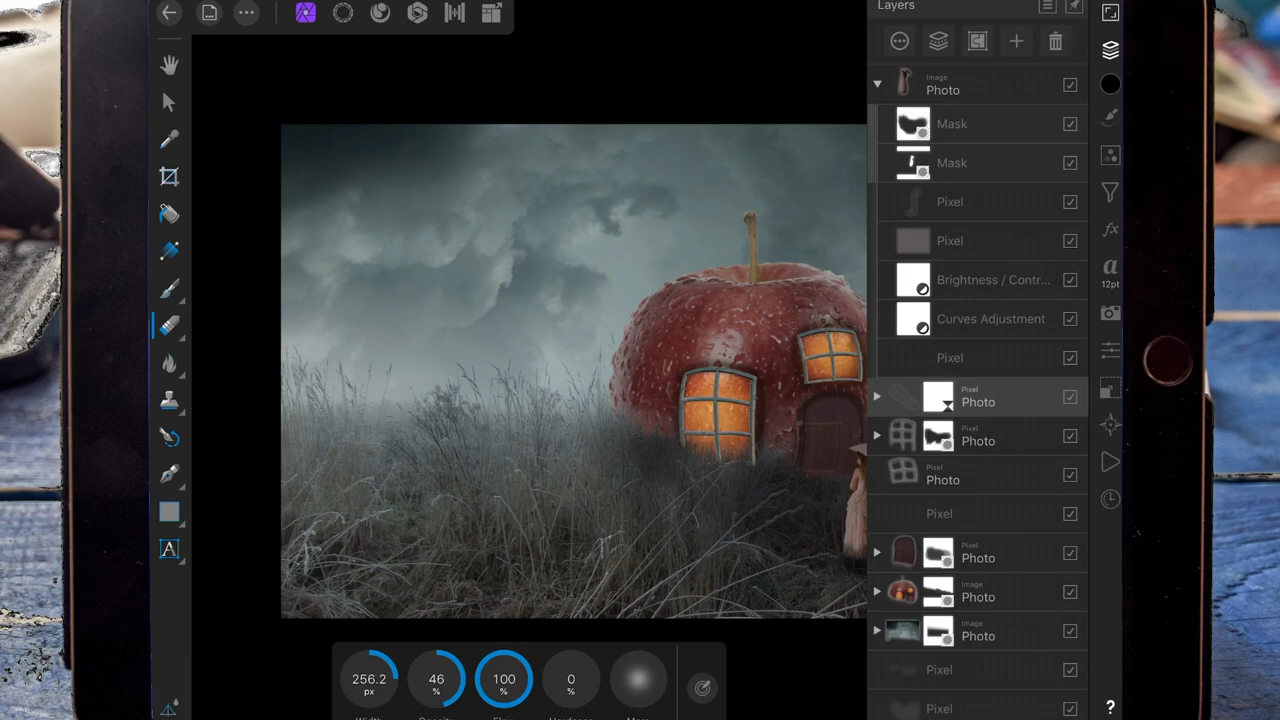 Layers
Image
Photo
Mask
Mask
Pixel
Pixel
Brightness / Contr...
Curves Adjustment
Pixel
Pixel
Photo
Pixel
Photo
Pixel
Photo
Pixel
Pixel
Photo
Image
Photo
Image
Photo
Pixel
Pixel
a
12pt
fx
A
256.2
px
46
%
100
%
0
%
?